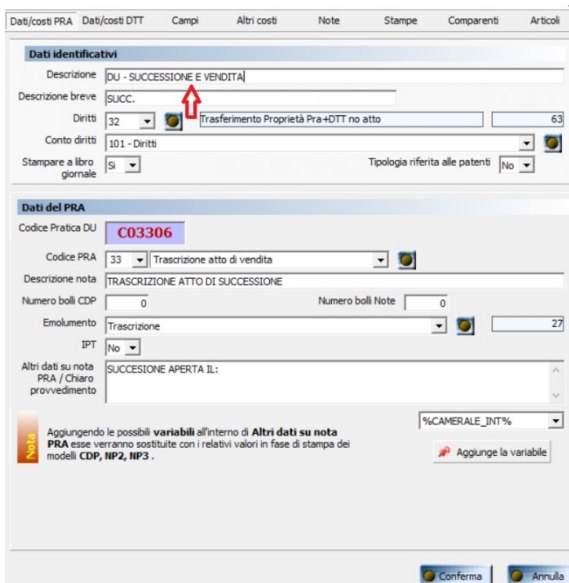 Dati/costi PRA Dati/costi DTT Campi Altri costi Note Stampe Comparenti Articoli
Dati identificativi
Descrizione DU - SUCCESSIONE E VENDITA
Descrizione breve SUCC.
Diritti 32 Trasferimento Proprietà Pra+DTT no atto 63
Conto diritti 101 - Diritti
Stampare a libro giornale Si Tipologia riferita alle patenti No
Dati del PRA
Codice Pratica DU C03306
Codice PRA 33 Trascrizione atto di vendita
Descrizione nota TRASCRIZIONE ATTO DI SUCCESSIONE
Numero bolli CDP 0 Numero bolli Note 0
Emolumento Trascrizione 27
IPT No
Altri dati su nota PRA / Chiaro provvedimento SUCCESIONE APERTA IL:
%CAMERALE_INT%
Nota
Aggiungendo le possibili variabili all'interno di Altri dati su nota
PRA esse verranno sostituite con i relativi valori in fase di stampa dei
modelli CDP, NP2, NP3 .
Aggiunge la variabile
Conferma Annulla